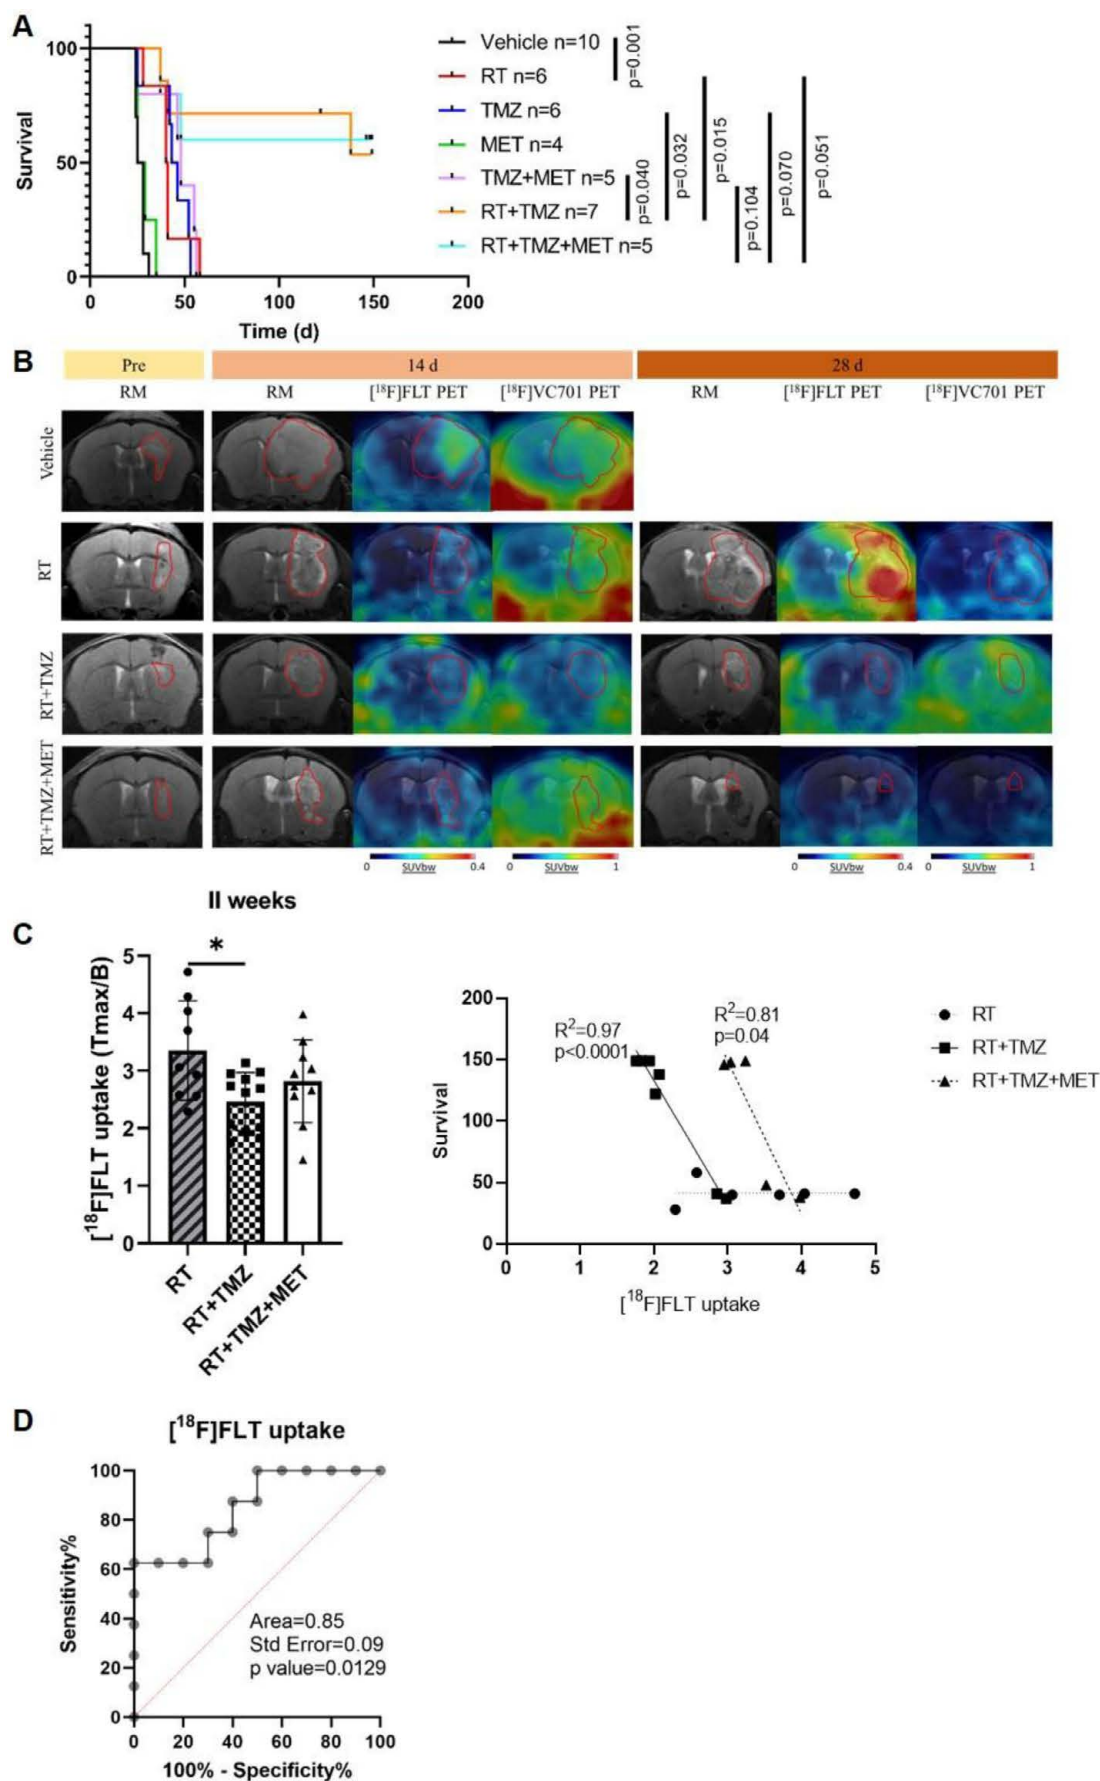 A
Survival
100
50
0
0 50 100 150 200
Time (d)
Vehicle n=10
RT n=6
TMZ n=6
MET n=4
TMZ+MET n=5
RT+TMZ n=7
RT+TMZ+MET n=5
p=0.001
p=0.040
p=0.032
p=0.015
p=0.104
p=0.070
p=0.051
B
Pre 14 d 28 d
RM RM [18F]FLT PET [18F]VC701 PET RM [18F]FLT PET [18F]VC701 PET
Vehicle
RT
RT+TMZ
RT+TMZ+MET
0 SUVbw 0.4 0 SUVbw 1 0 SUVbw 0.4 0 SUVbw 1
C
II weeks
[18F]FLT uptake (Tmax/B)
5
4
3
2
1
0
*
RT
RT+TMZ
RT+TMZ+MET
Survival
200
150
100
50
0
R2=0.97
p<0.0001
R2=0.81
p=0.04
0 1 2 3 4 5
[18F]FLT uptake
RT
RT+TMZ
RT+TMZ+MET
D
[18F]FLT uptake
Sensitivity%
100
80
60
40
20
0
Area=0.85
Std Error=0.09
p value=0.0129
0 20 40 60 80 100
100% - Specificity%